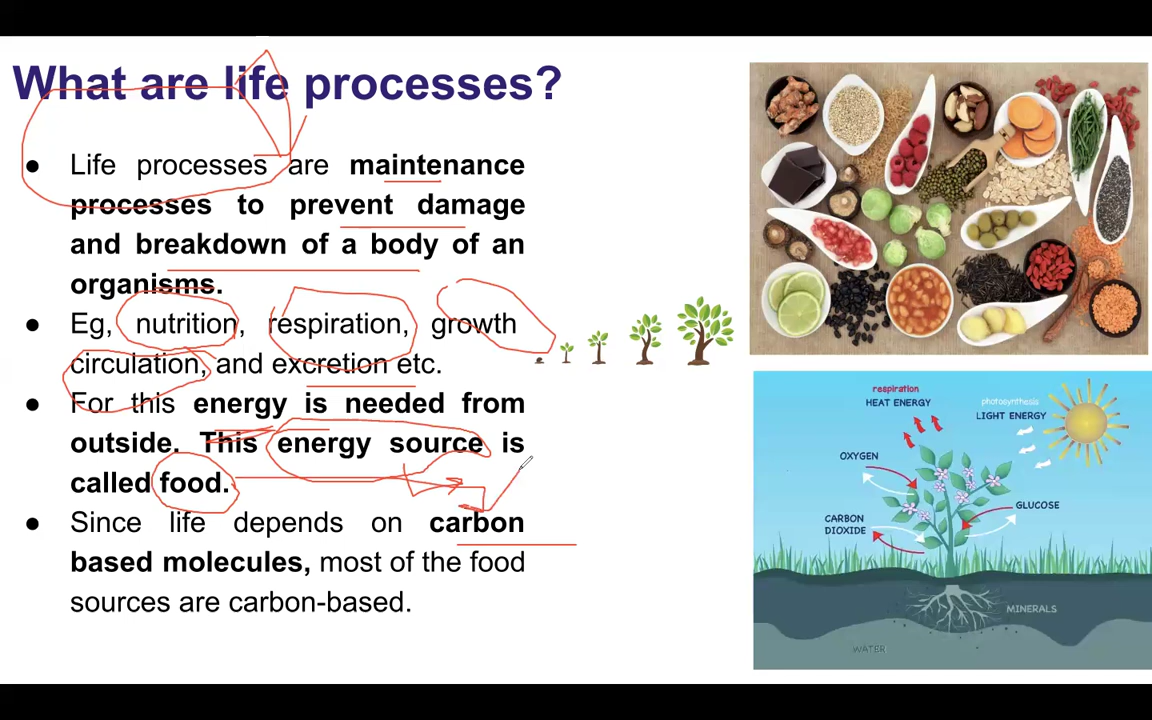 What are life processes?
● Life processes are maintenance
processes to prevent damage
and breakdown of a body of an
organisms.
● Eg, nutrition, respiration, growth
circulation, and excretion etc.
● For this energy is needed from
outside. This energy source is
called food.
● Since life depends on carbon
based molecules, most of the food
sources are carbon-based.
respiration
HEAT ENERGY
photosynthesis
LIGHT ENERGY
OXYGEN
GLUCOSE
CARBON
DIOXIDE
MINERALS
WATER